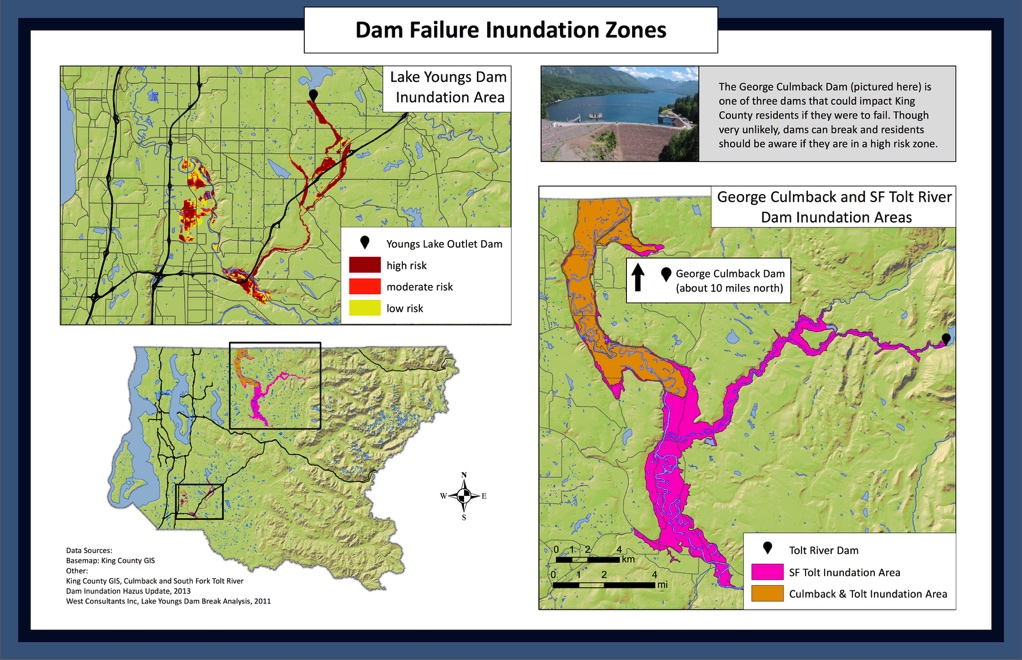 Dam Failure Inundation Zones
Lake Youngs Dam
Inundation Area
Youngs Lake Outlet Dam
high risk
moderate risk
low risk
The George Culmback Dam (pictured here) is
one of three dams that could impact King
County residents if they were to fail. Though
very unlikely, dams can break and residents
should be aware if they are in a high risk zone.
George Culmback and SF Tolt River
Dam Inundation Areas
George Culmback Dam
(about 10 miles north)
N
W E
S
0 1 2 4
km
0 1 2 4
mi
Tolt River Dam
SF Tolt Inundation Area
Culmback & Tolt Inundation Area
Data Sources:
Basemap: King County GIS
Other:
King County GIS, Culmback and South Fork Tolt River
Dam Inundation Hazus Update, 2013
West Consultants Inc, Lake Youngs Dam Break Analysis, 2011